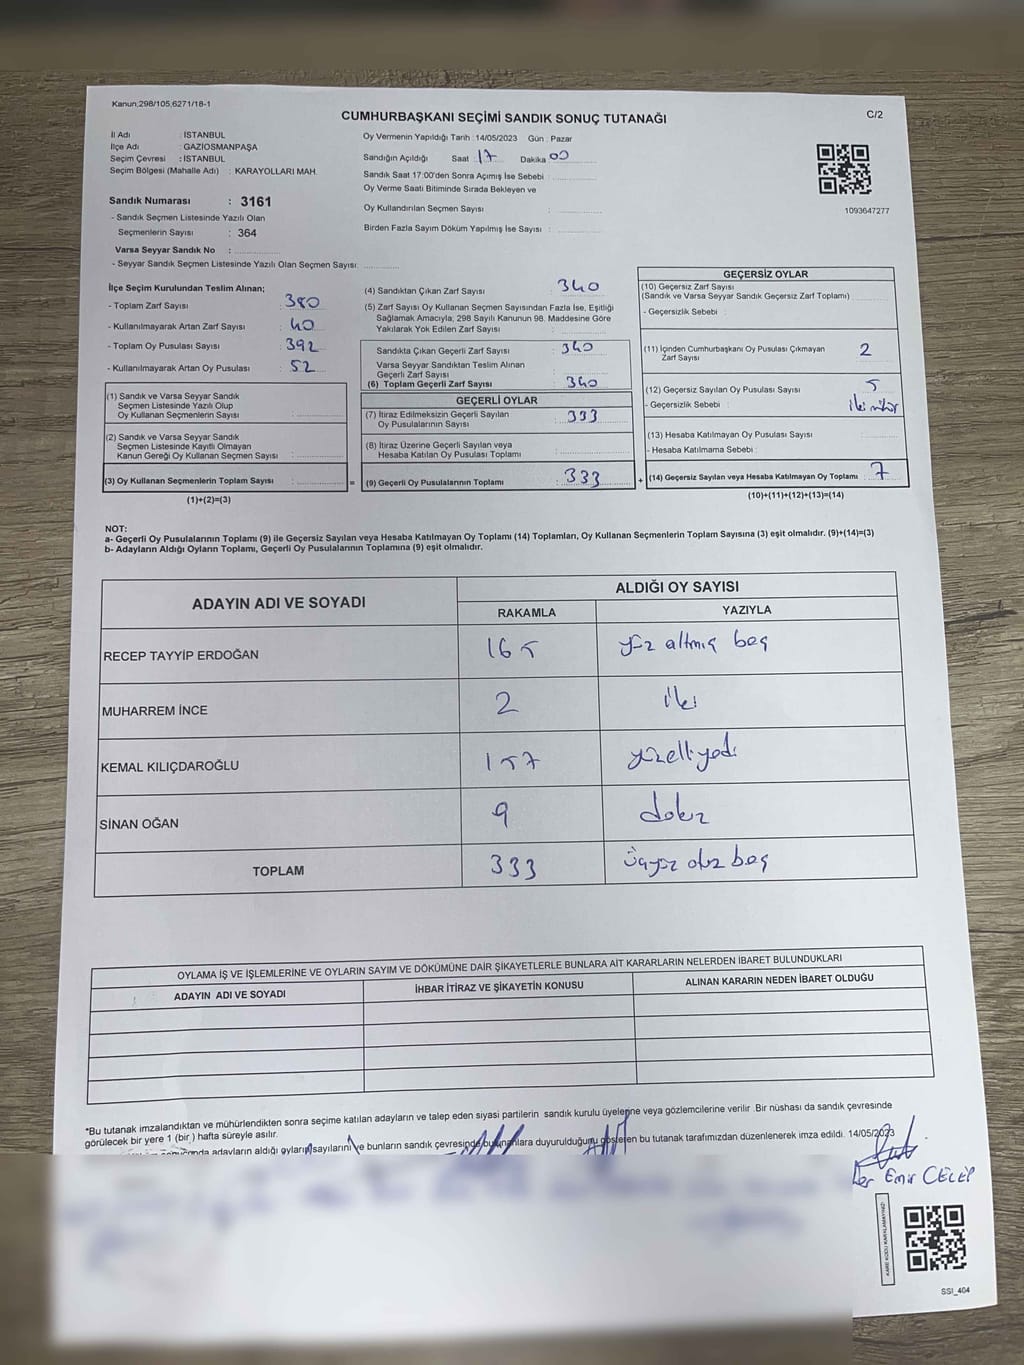 Kanun,298/105,6271/18-1
C/2
CUMHURBAŞKANI SEÇİMİ SANDIK SONUÇ TUTANAĞI
İl Adı : İSTANBUL
İlçe Adı : GAZİOSMANPAŞA
Seçim Çevresi : İSTANBUL
Seçim Bölgesi (Mahalle Adı) : KARAYOLLARI MAH.
Sandık Numarası : 3161
- Sandık Seçmen Listesinde Yazılı Olan
Seçmenlerin Sayısı : 364
Varsa Seyyar Sandık No :
- Seyyar Sandık Seçmen Listesinde Yazılı Olan Seçmen Sayısı:
Oy Vermenin Yapıldığı Tarih : 14/05/2023 Gün : Pazar
Sandığın Açıldığı Saat : 17 Dakika 00
Sandık Saat 17:00'den Sonra Açımış İse Sebebi :
Oy Verme Saati Bitiminde Sırada Bekleyen ve
Oy Kullandırılan Seçmen Sayısı :
Birden Fazla Sayım Döküm Yapılmış İse Sayısı :
1093647277
İlçe Seçim Kurulundan Teslim Alınan;
- Toplam Zarf Sayısı : 380
- Kullanılmayarak Artan Zarf Sayısı : 40
- Toplam Oy Pusulası Sayısı : 392
- Kullanılmayarak Artan Oy Pusulası : 52
(1) Sandık ve Varsa Seyyar Sandık
Seçmen Listesinde Yazılı Olup
Oy Kullanan Seçmenlerin Sayısı :
(2) Sandık ve Varsa Seyyar Sandık
Seçmen Listesinde Kayıtlı Olmayan
Kanun Gereği Oy Kullanan Seçmen Sayısı :
(3) Oy Kullanan Seçmenlerin Toplam Sayısı :
(1)+(2)=(3)
(4) Sandıktan Çıkan Zarf Sayısı : 340
(5) Zarf Sayısı Oy Kullanan Seçmen Sayısından Fazla İse, Eşitliği
Sağlamak Amacıyla; 298 Sayılı Kanunun 98. Maddesine Göre
Yakılarak Yok Edilen Zarf Sayısı :
Sandıkta Çıkan Geçerli Zarf Sayısı : 340
Varsa Seyyar Sandıktan Teslim Alınan
Geçerli Zarf Sayısı :
(6) Toplam Geçerli Zarf Sayısı : 340
GEÇERLİ OYLAR
(7) İtiraz Edilmeksizin Geçerli Sayılan
Oy Pusulalarının Sayısı : 333
(8) İtiraz Üzerine Geçerli Sayılan veya
Hesaba Katılan Oy Pusulası Toplamı :
= (9) Geçerli Oy Pusulalarının Toplamı : 333
GEÇERSİZ OYLAR
(10) Geçersiz Zarf Sayısı
(Sandık ve Varsa Seyyar Sandık Geçersiz Zarf Toplamı)
- Geçersizlik Sebebi :
(11) İçinden Cumhurbaşkanı Oy Pusulası Çıkmayan
Zarf Sayısı 2
(12) Geçersiz Sayılan Oy Pusulası Sayısı 5
- Geçersizlik Sebebi : iki mühür
(13) Hesaba Katılmayan Oy Pusulası Sayısı :
- Hesaba Katılmama Sebebi :
+ (14) Geçersiz Sayılan veya Hesaba Katılmayan Oy Toplamı : 7
(10)+(11)+(12)+(13)=(14)
NOT:
a- Geçerli Oy Pusulalarının Toplamı (9) ile Geçersiz Sayılan veya Hesaba Katılmayan Oy Toplamı (14) Toplamları, Oy Kullanan Seçmenlerin Toplam Sayısına (3) eşit olmalıdır. (9)+(14)=(3)
b- Adayların Aldığı Oyların Toplamı, Geçerli Oy Pusulalarının Toplamına (9) eşit olmalıdır.
ADAYIN ADI VE SOYADI
ALDIĞI OY SAYISI
RAKAMLA YAZIYLA
RECEP TAYYİP ERDOĞAN 165 yüz altmış beş
MUHARREM İNCE 2 iki
KEMAL KILIÇDAROĞLU 157 yüzelliyedi
SİNAN OĞAN 9 dokuz
TOPLAM 333 üçyüz otuz beş
OYLAMA İŞ VE İŞLEMLERİNE VE OYLARIN SAYIM VE DÖKÜMÜNE DAİR ŞİKAYETLERLE BUNLARA AİT KARARLARIN NELERDEN İBARET BULUNDUKLARI
ADAYIN ADI VE SOYADI İHBAR İTİRAZ VE ŞİKAYETİN KONUSU ALINAN KARARIN NEDEN İBARET OLDUĞU
*Bu tutanak imzalandıktan ve mühürlendikten sonra seçime katılan adayların ve talep eden siyasi partilerin sandık kurulu üyelerine veya gözlemcilerine verilir .Bir nüshası da sandık çevresinde
görülecek bir yere 1 (bir ) hafta süreyle asılır.
adayların aldığı oyların sayılarını ve bunların sandık çevresinde bulunanlara duyurulduğunu gösteren bu tutanak tarafımızdan düzenlenerek imza edildi. 14/05/2023
Emir CELEP
KARE KODU KARALAMAYINIZ!
SSI_404